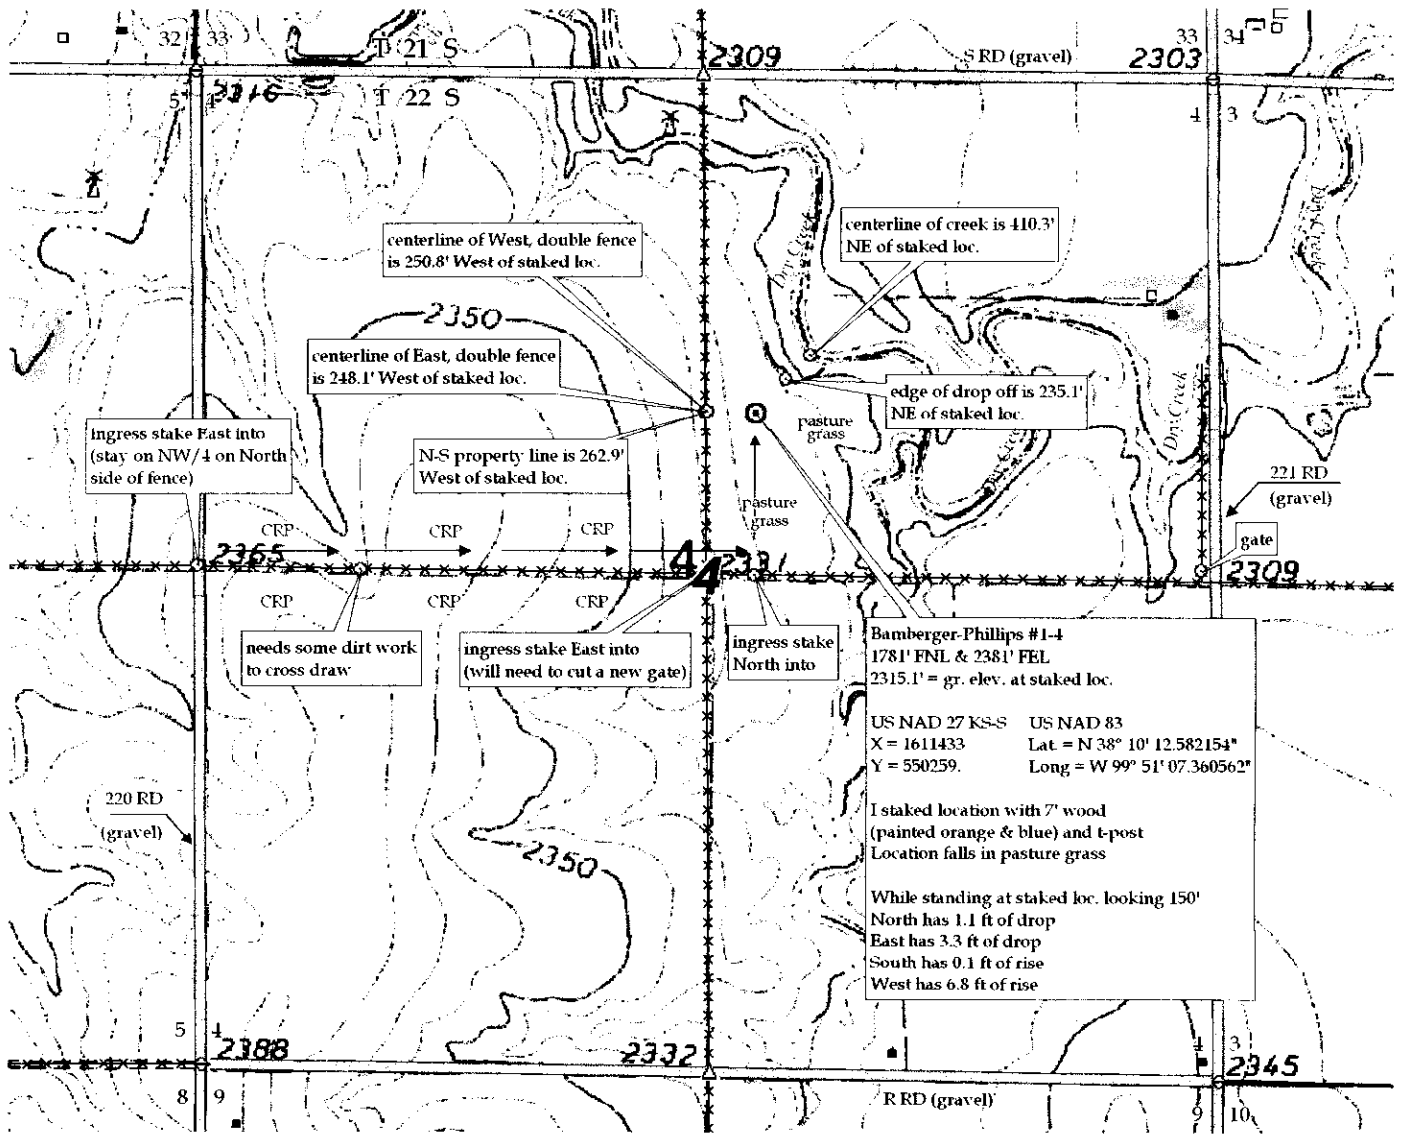 32 33
T 21 S
2309
S RD (gravel)
2303
33 34
5 4
2316
T 22 S
4 3
Dry Creek
centerline of creek is 410.3'
NE of staked loc.
Dry Creek
centerline of West, double fence
is 250.8' West of staked loc.
2350
centerline of East, double fence
is 248.1' West of staked loc.
edge of drop off is 235.1'
NE of staked loc.
Dry Creek
pasture
grass
ingress stake East into
(stay on NW/4 on North
side of fence)
N-S property line is 262.9'
West of staked loc.
Dry Creek
221 RD
(gravel)
pasture
grass
CRP
CRP
CRP
gate
2365
4
4
2331
2309
CRP
CRP
CRP
needs some dirt work
to cross draw
ingress stake East into
(will need to cut a new gate)
ingress stake
North into
Bamberger-Phillips #1-4
1781' FNL & 2381' FEL
2315.1' = gr. elev. at staked loc.
US NAD 27 KS-S US NAD 83
X = 1611433 Lat. = N 38° 10' 12.582154"
Y = 550259. Long = W 99° 51' 07.360562"
I staked location with 7' wood
(painted orange & blue) and t-post
Location falls in pasture grass
While standing at staked loc. looking 150'
North has 1.1 ft of drop
East has 3.3 ft of drop
South has 0.1 ft of rise
West has 6.8 ft of rise
220 RD
(gravel)
2350
5 4
2388
2332
4 3
2345
8 9
R RD (gravel)
9 10